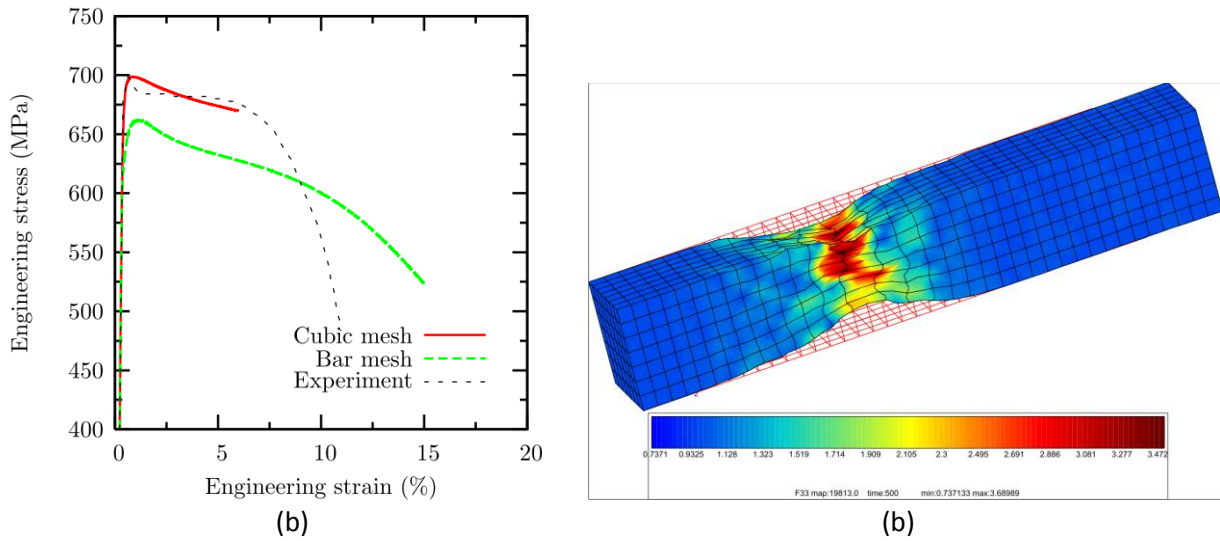 750
700
650
600
550
500
450
400
Engineering stress (MPa)
Cubic mesh
Bar mesh
Experiment
0 5 10 15 20
Engineering strain (%)
(b)
0.7371 0.9325 1.128 1.323 1.519 1.714 1.909 2.105 2.3 2.495 2.691 2.886 3.081 3.277 3.472
F33 map:19813.0 time:500 min:0.737133 max:3.68989
(b)